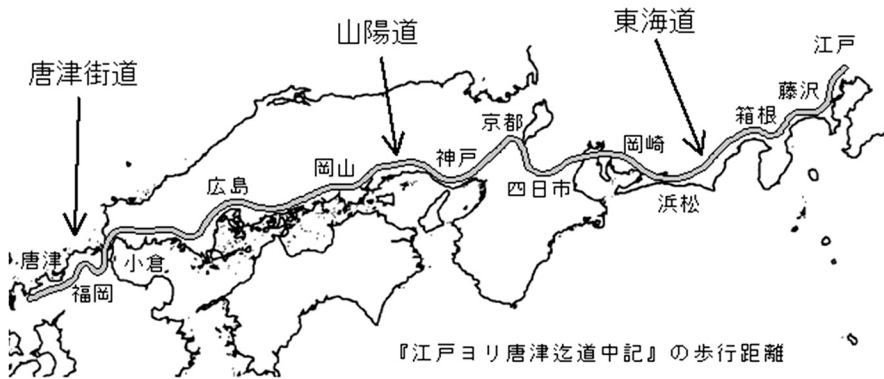 唐津街道
山陽道
東海道
江戸
藤沢
箱根
浜松
岡崎
四日市
京都
神戸
岡山
広島
小倉
福岡
唐津
『江戸ヨリ唐津迄道中記』の歩行距離